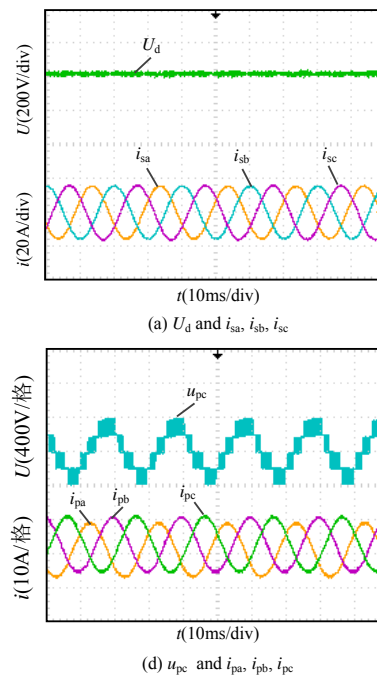 U(200V/div)
U_d
i_sa
i_sb
i_sc
i(20A/div)
t(10ms/div)
(a) U_d and i_sa, i_sb, i_sc
U(400V/格)
u_pc
i_pa
i_pb
i_pc
i(10A/格)
t(10ms/div)
(d) u_pc and i_pa, i_pb, i_pc